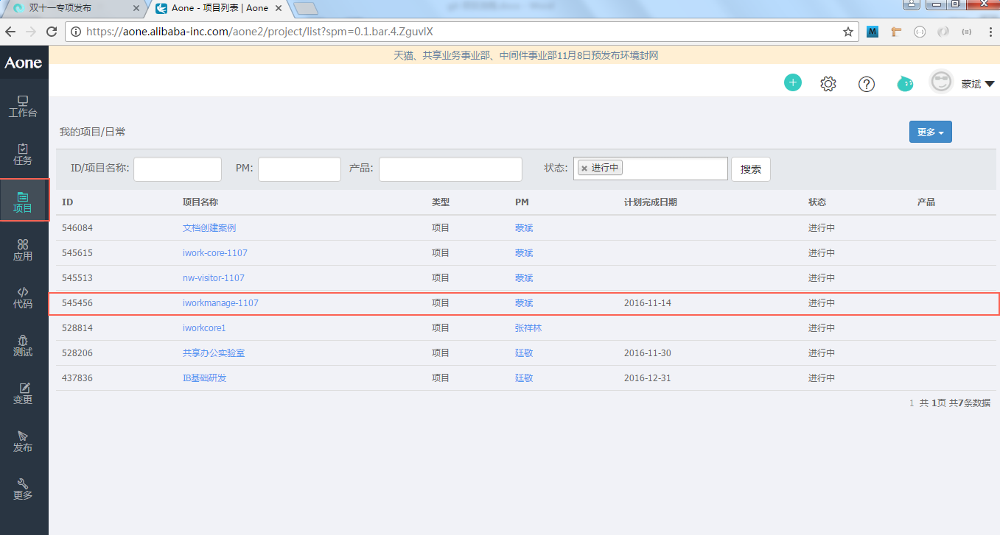 双十一专项发布
Aone - 项目列表 | Aone
https://aone.alibaba-inc.com/aone2/project/list?spm=0.1.bar.4.ZguvlX
Aone
天猫、共享业务事业部、中间件事业部11月8日预发布环境封网
蒙斌
工作台
任务
项目
应用
代码
测试
变更
发布
更多
我的项目/日常
更多
ID/项目名称: PM: 产品: 状态: 进行中 搜索
ID 项目名称 类型 PM 计划完成日期 状态 产品
546084 文档创建案例 项目 蒙斌 进行中
545615 iwork-core-1107 项目 蒙斌 进行中
545513 nw-visitor-1107 项目 蒙斌 进行中
545456 iworkmanage-1107 项目 蒙斌 2016-11-14 进行中
528814 iworkcore1 项目 张祥林 进行中
528206 共享办公实验室 项目 廷敬 2016-11-30 进行中
437836 IB基础研发 项目 廷敬 2016-12-31 进行中
1 共 1页 共7条数据